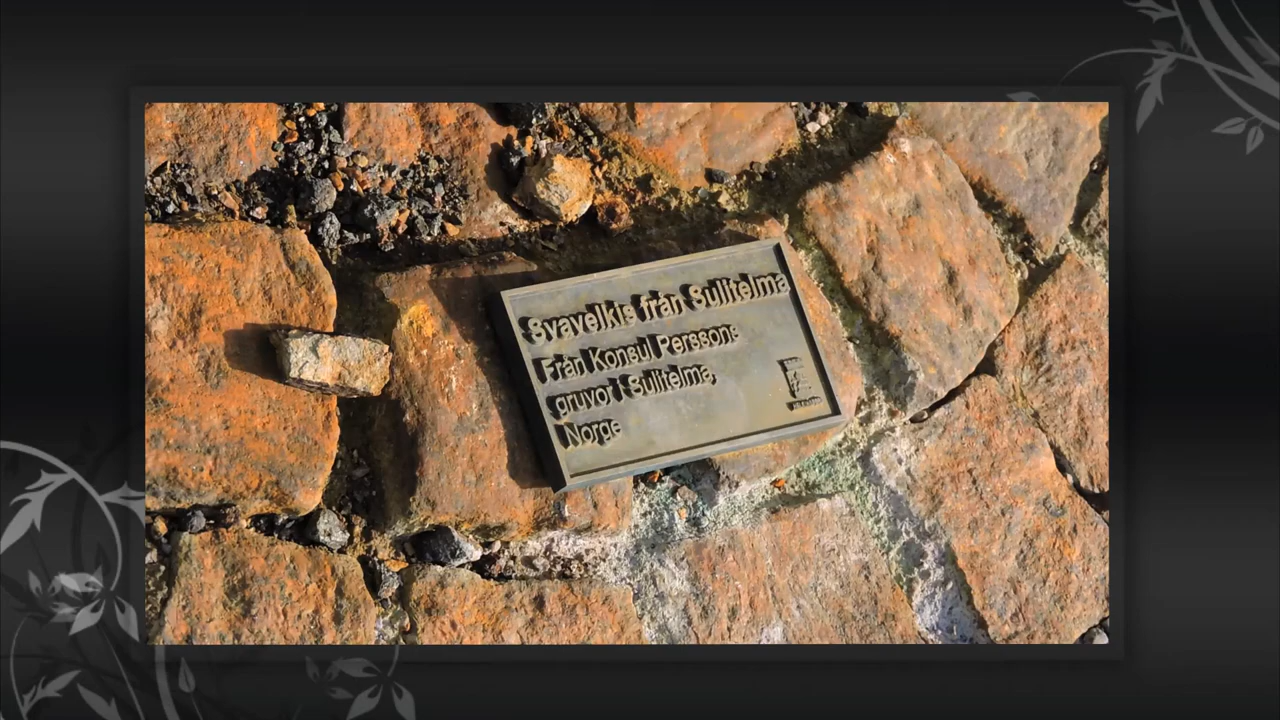 Svavelkis från Sulitelma
Från Konsul Perssons
gruvor i Sulitelma,
Norge